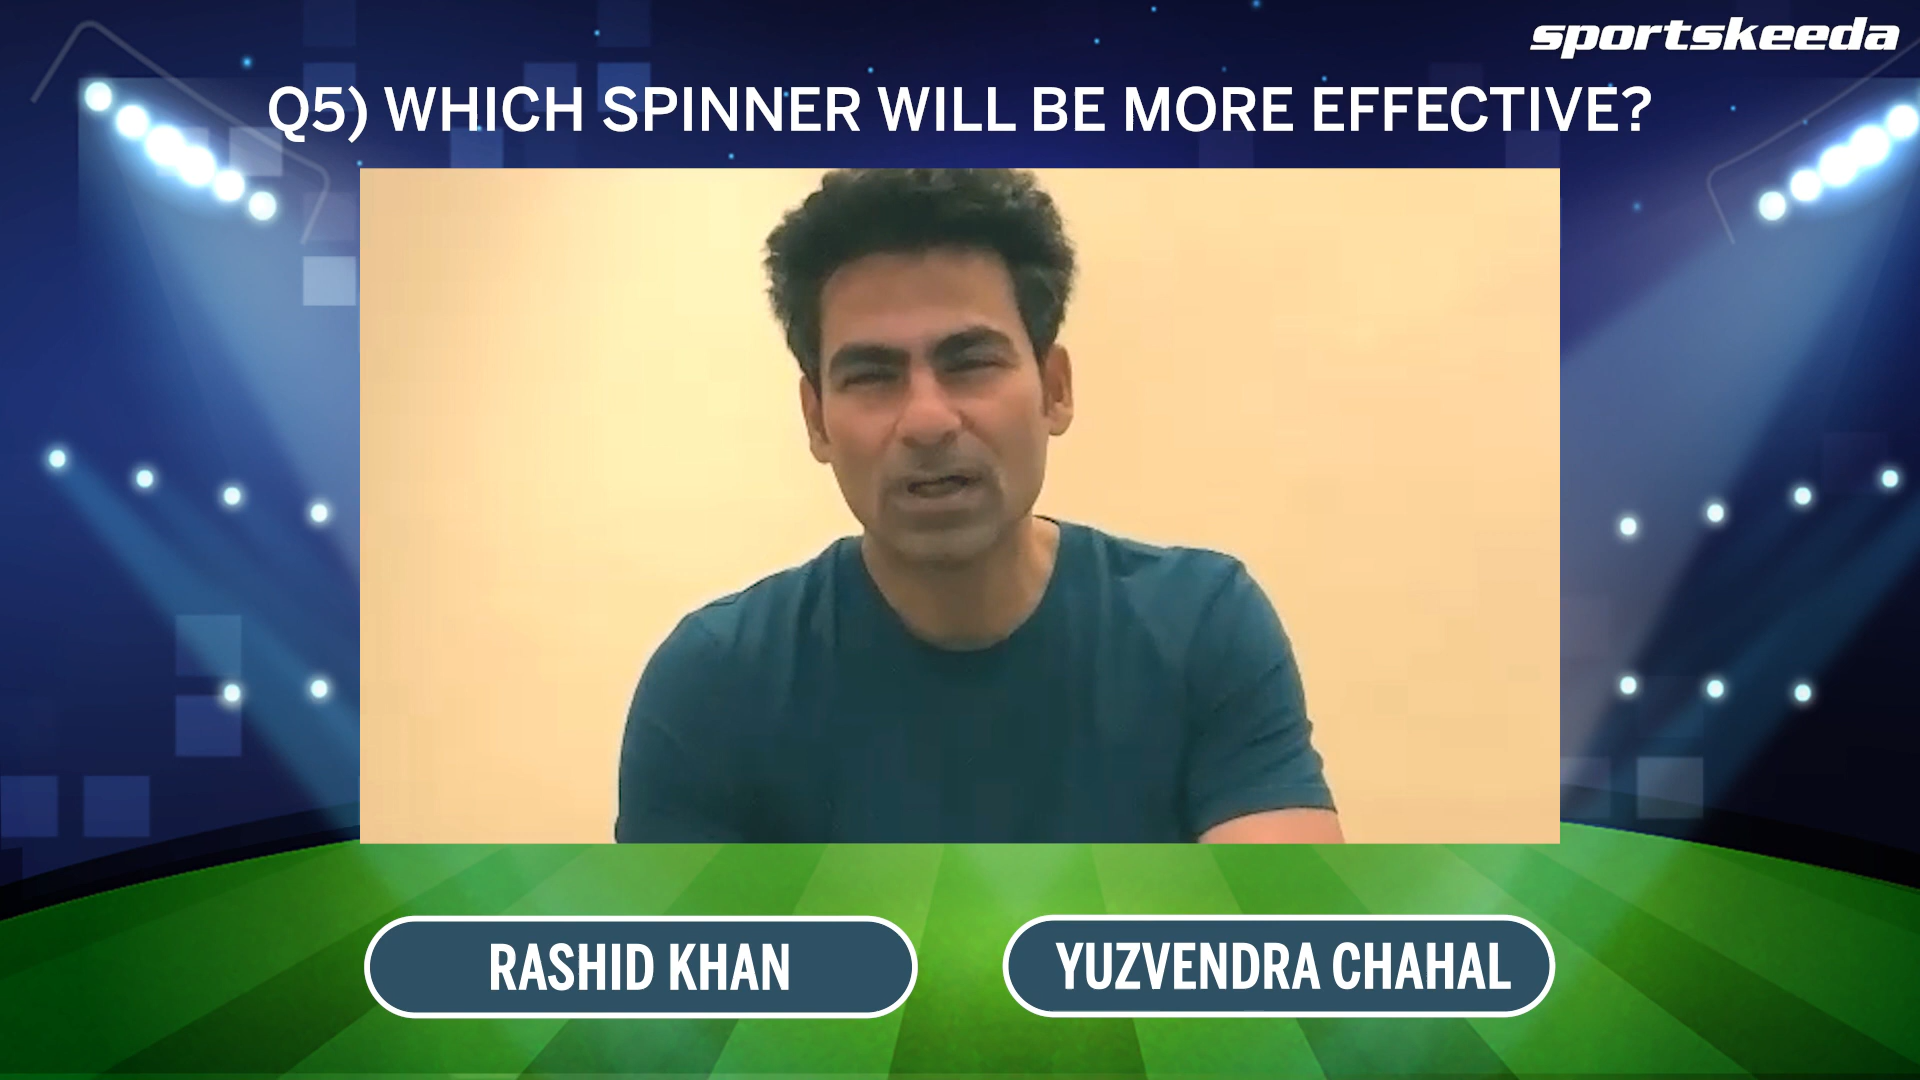 sportskeeda
Q5) WHICH SPINNER WILL BE MORE EFFECTIVE?
RASHID KHAN
YUZVENDRA CHAHAL